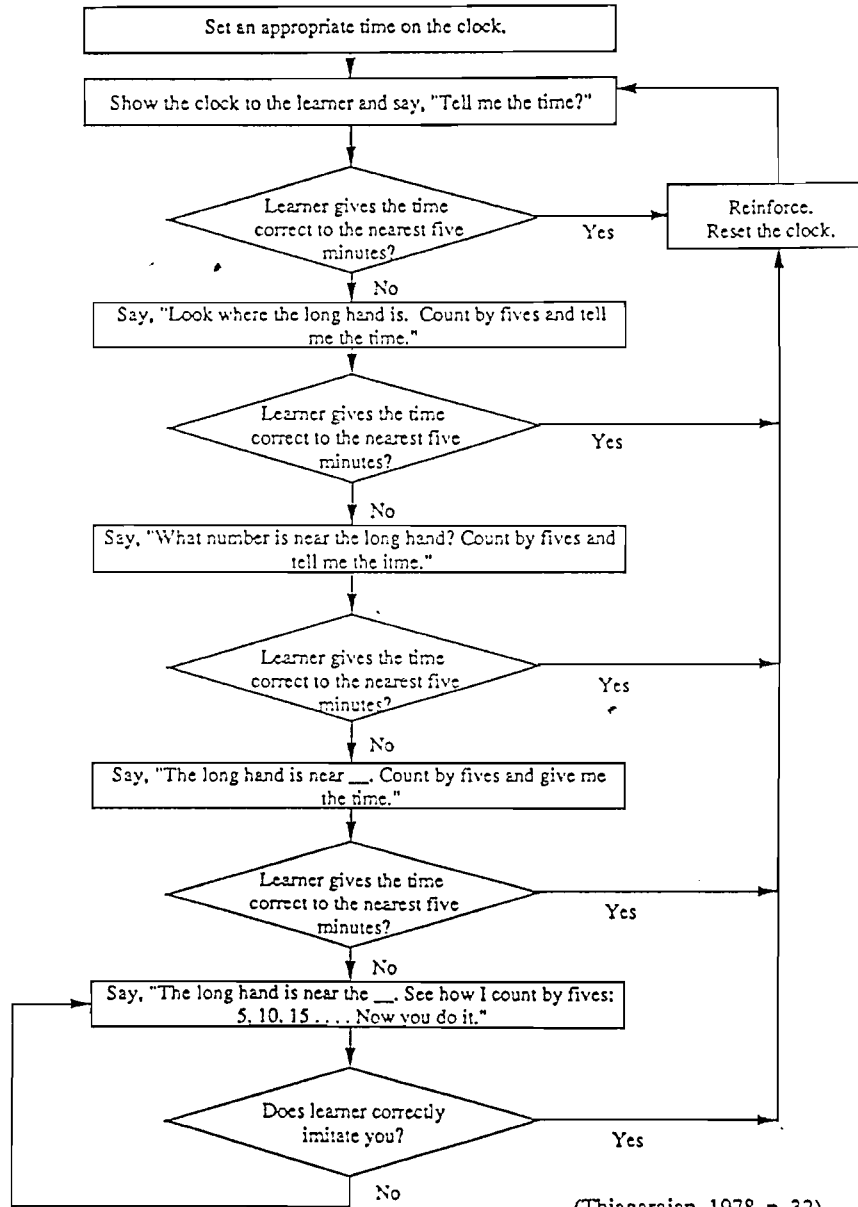 Set an appropriate time on the clock.
Show the clock to the learner and say, "Tell me the time?"
Learner gives the time
correct to the nearest five
minutes?
Yes
Reinforce.
Reset the clock.
No
Say, "Look where the long hand is. Count by fives and tell
me the time."
Learner gives the time
correct to the nearest five
minutes?
Yes
No
Say, "What number is near the long hand? Count by fives and
tell me the itme."
Learner gives the time
correct to the nearest five
minutes?
Yes
No
Say, "The long hand is near __. Count by fives and give me
the time."
Learner gives the time
correct to the nearest five
minutes?
Yes
No
Say, "The long hand is near the __. See how I count by fives:
5, 10, 15 . . . . Now you do it."
Does learner correctly
imitate you?
Yes
No
(Thiagarajan, 1978, p. 32)